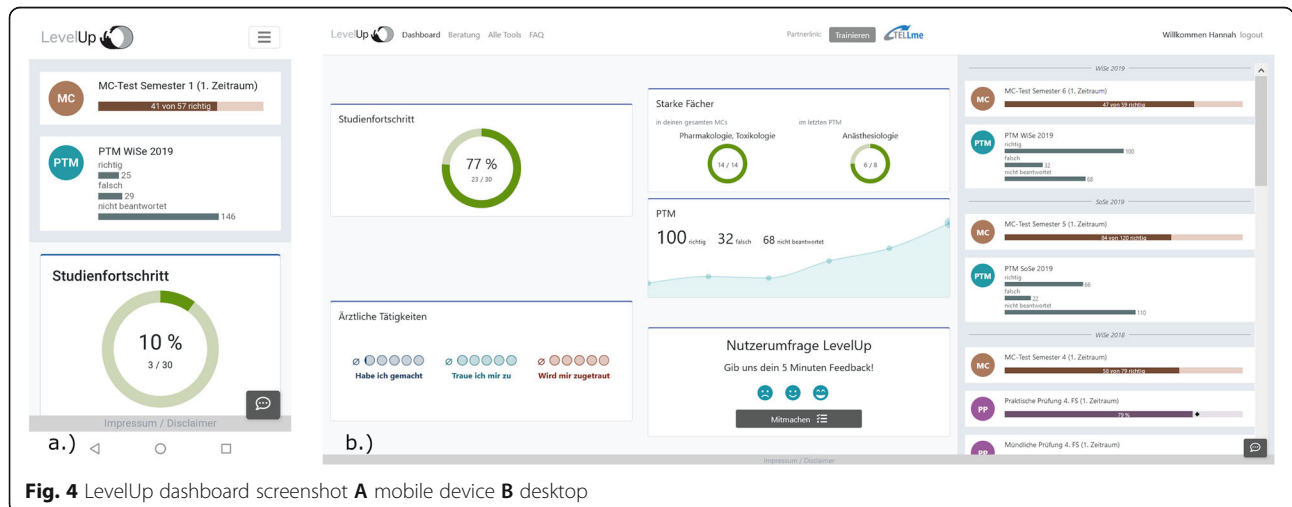 LevelUp
MC
MC-Test Semester 1 (1. Zeitraum)
41 von 57 richtig
PTM
PTM WiSe 2019
richtig
25
falsch
29
nicht beantwortet
146
Studienfortschritt
10 %
3 / 30
Impressum / Disclaimer
a.)
LevelUp Dashboard Beratung Alle Tools FAQ
Partnerlink: Trainieren TELLme
Willkommen Hannah logout
Studienfortschritt
77 %
23 / 30
Ärztliche Tätigkeiten
Ø Ø Ø
Habe ich gemacht Traue ich mir zu Wird mir zugetraut
b.)
Starke Fächer
in deinen gesamten MCs im letzten PTM
Pharmakologie, Toxikologie Anästhesiologie
14 / 14 6 / 8
PTM
100 richtig 32 falsch 68 nicht beantwortet
Nutzerumfrage LevelUp
Gib uns dein 5 Minuten Feedback!
Mitmachen
Impressum / Disclaimer
WiSe 2019
MC
MC-Test Semester 6 (1. Zeitraum)
47 von 59 richtig
PTM
PTM WiSe 2019
richtig
100
falsch
32
nicht beantwortet
68
SoSe 2019
MC
MC-Test Semester 5 (1. Zeitraum)
84 von 120 richtig
PTM
PTM SoSe 2019
richtig
66
falsch
22
nicht beantwortet
110
WiSe 2018
MC
MC-Test Semester 4 (1. Zeitraum)
58 von 79 richtig
PP
Praktische Prüfung 4. FS (1. Zeitraum)
79 %
PP
Mündliche Prüfung 4. FS (1. Zeitraum)
Fig. 4 LevelUp dashboard screenshot A mobile device B desktop